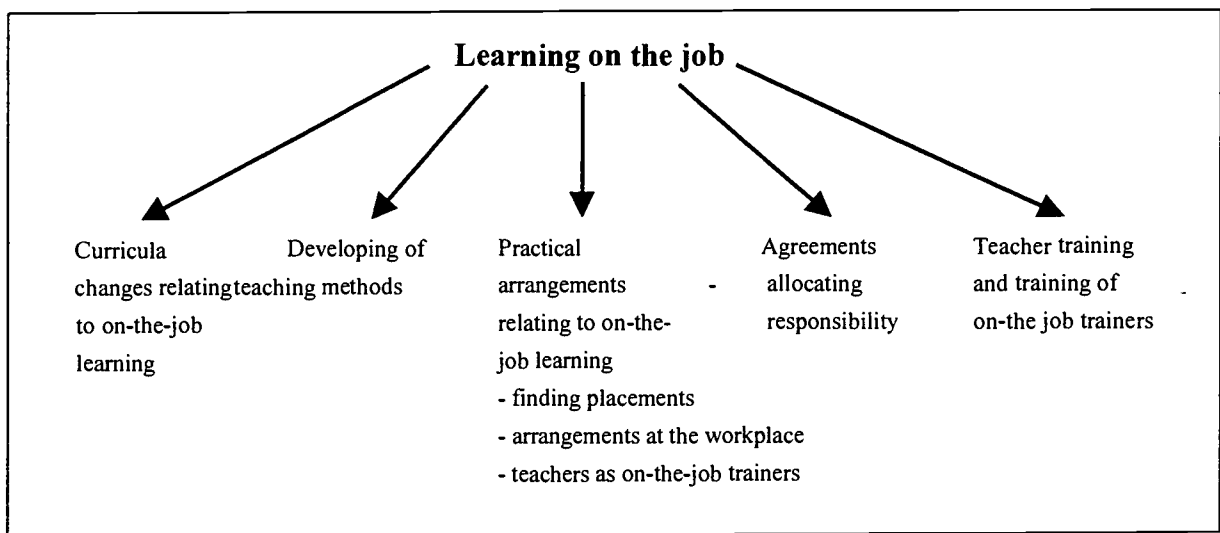 Learning on the job
Curricula
changes relating
to on-the-job
learning
Developing of
teaching methods
Practical
arrangements
relating to on-the-
job learning
- finding placements
- arrangements at the workplace
- teachers as on-the-job trainers
Agreements
- allocating
responsibility
Teacher training
and training of
on-the job trainers